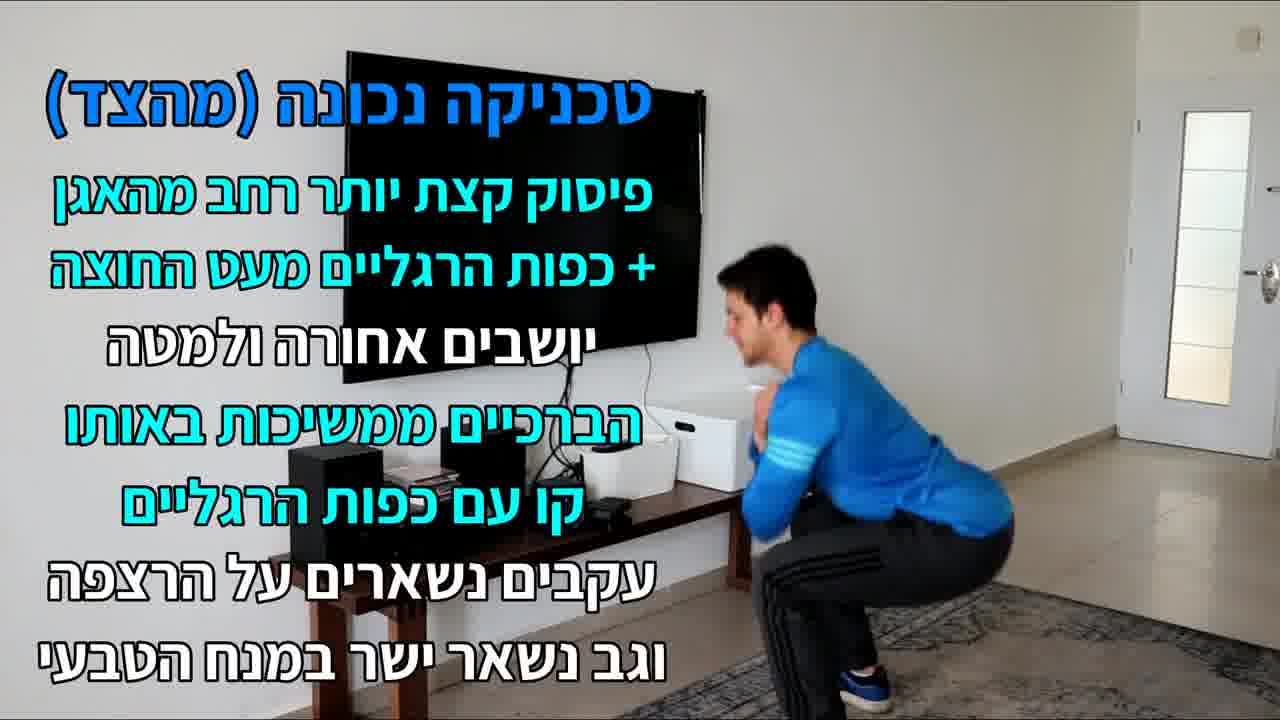 טכניקה נכונה (מהצד)
פיסוק קצת יותר רחב מהאגן
+ כפות הרגליים מעט החוצה
יושבים אחורה ולמטה
הברכיים ממשיכות באותו
קו עם כפות הרגליים
עקבים נשארים על הרצפה
וגב נשאר ישר במנח הטבעי